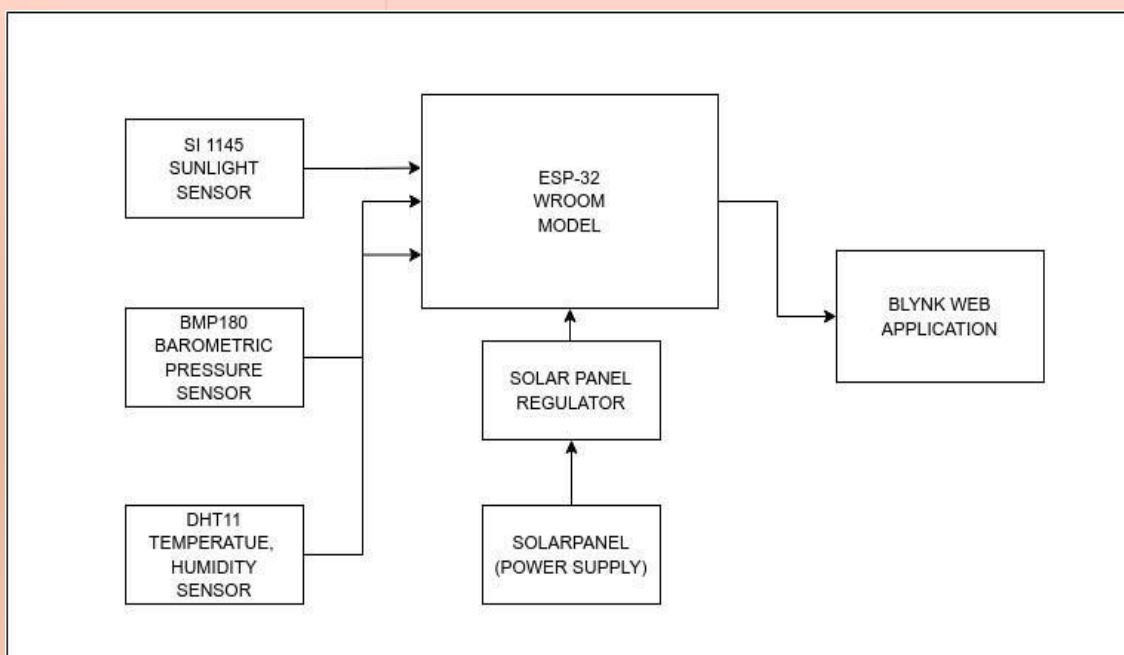 SI 1145
SUNLIGHT
SENSOR
ESP-32
WROOM
MODEL
BMP180
BAROMETRIC
PRESSURE
SENSOR
SOLAR PANEL
REGULATOR
BLYNK WEB
APPLICATION
DHT11
TEMPERATUE,
HUMIDITY
SENSOR
SOLARPANEL
(POWER SUPPLY)